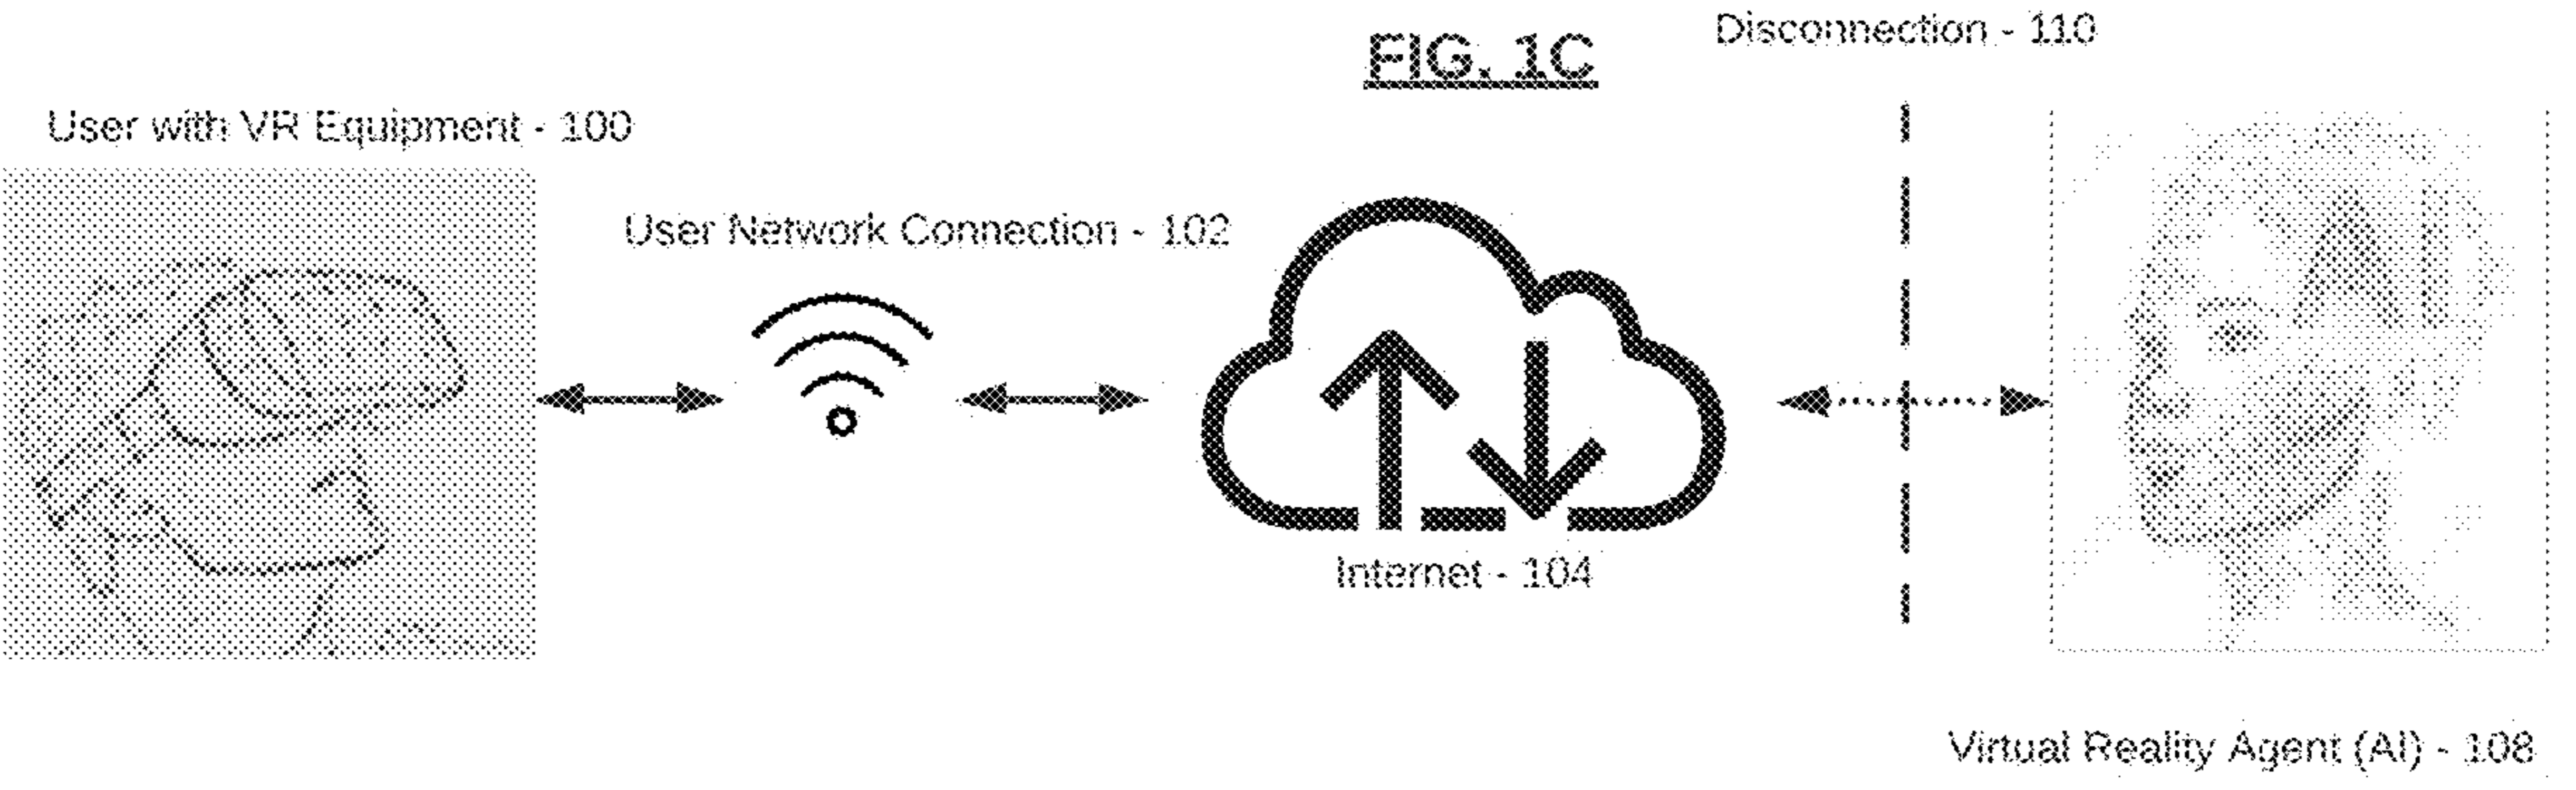 Disconnection - 110
FIG. 1C
User with VR Equipment - 100
User Network Connection - 102
AI
Internet - 104
Virtual Reality Agent (AI) - 108